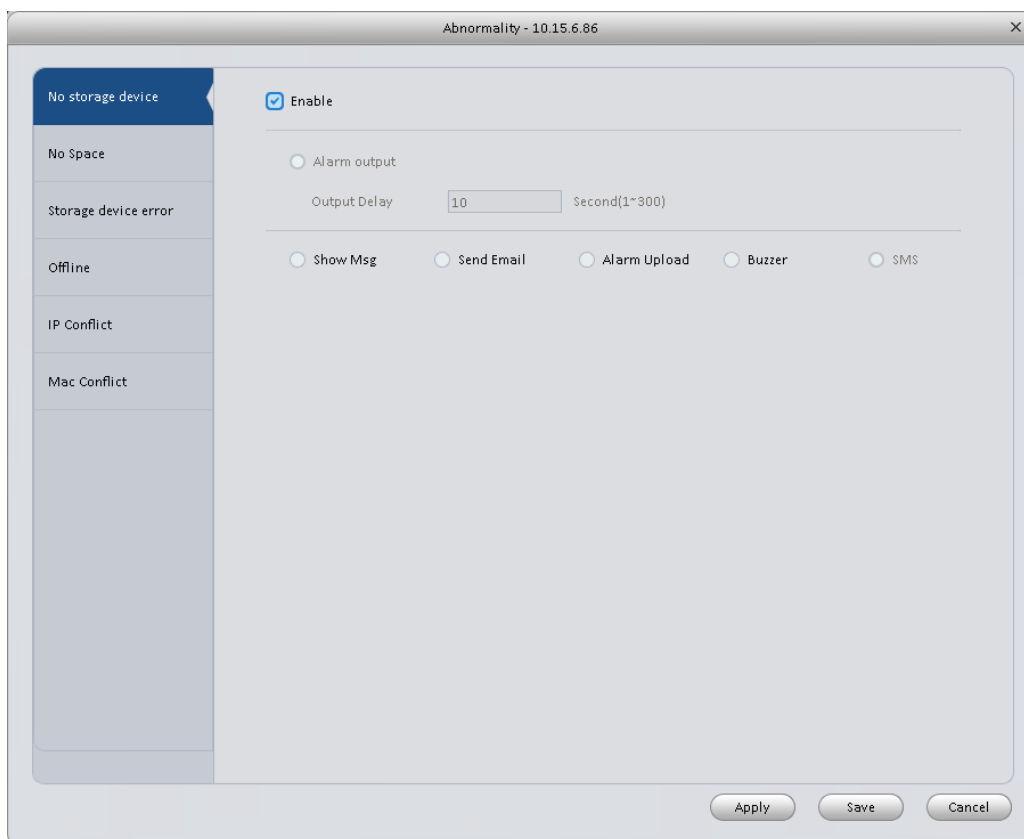 Abnormality - 10.15.6.86
No storage device
No Space
Storage device error
Offline
IP Conflict
Mac Conflict
Enable
Alarm output
Output Delay 10 Second(1~300)
Show Msg Send Email Alarm Upload Buzzer SMS
Apply Save Cancel